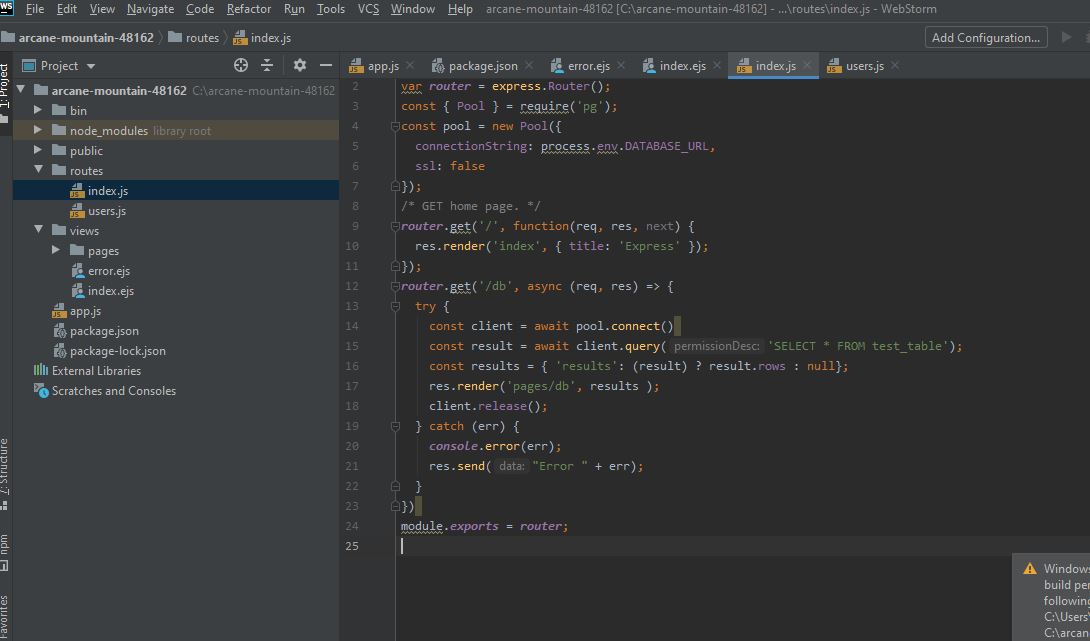 WS File Edit View Navigate Code Refactor Run Tools VCS Window Help arcane-mountain-48162 [C:\arcane-mountain-48162] - ...\routes\index.js - WebStorm
arcane-mountain-48162 routes index.js Add Configuration...
1: Project
Project
app.js package.json error.ejs index.ejs index.js users.js
arcane-mountain-48162 C:\arcane-mountain-48162
bin
node_modules library root
public
routes
index.js
users.js
views
pages
error.ejs
index.ejs
app.js
package.json
package-lock.json
External Libraries
Scratches and Consoles
7: Structure
npm
Favorites
2 var router = express.Router();
3 const { Pool } = require('pg');
4 const pool = new Pool({
5 connectionString: process.env.DATABASE_URL,
6 ssl: false
7 });
8 /* GET home page. */
9 router.get('/', function(req, res, next) {
10 res.render('index', { title: 'Express' });
11 });
12 router.get('/db', async (req, res) => {
13 try {
14 const client = await pool.connect()
15 const result = await client.query( permissionDesc: 'SELECT * FROM test_table');
16 const results = { 'results': (result) ? result.rows : null};
17 res.render('pages/db', results );
18 client.release();
19 } catch (err) {
20 console.error(err);
21 res.send( data: "Error " + err);
22 }
23 })
24 module.exports = router;
25
Windows
build per
following
C:\Users\
C:\arcan